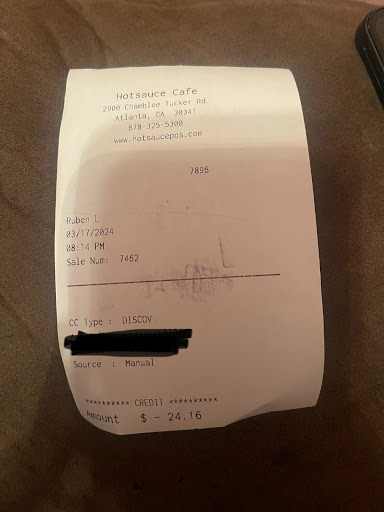 Hotsauce Cafe
2900 Chamblee Tucker Rd.
Atlanta, GA 30341
678-325-5300
www.hotsaucepos.com
7896
Ruben L
03/17/2024
08:14 PM
Sale Num: 7462
CC Type : DISCOV
Source : Manual
********** CREDIT **********
Amount $ - 24.16